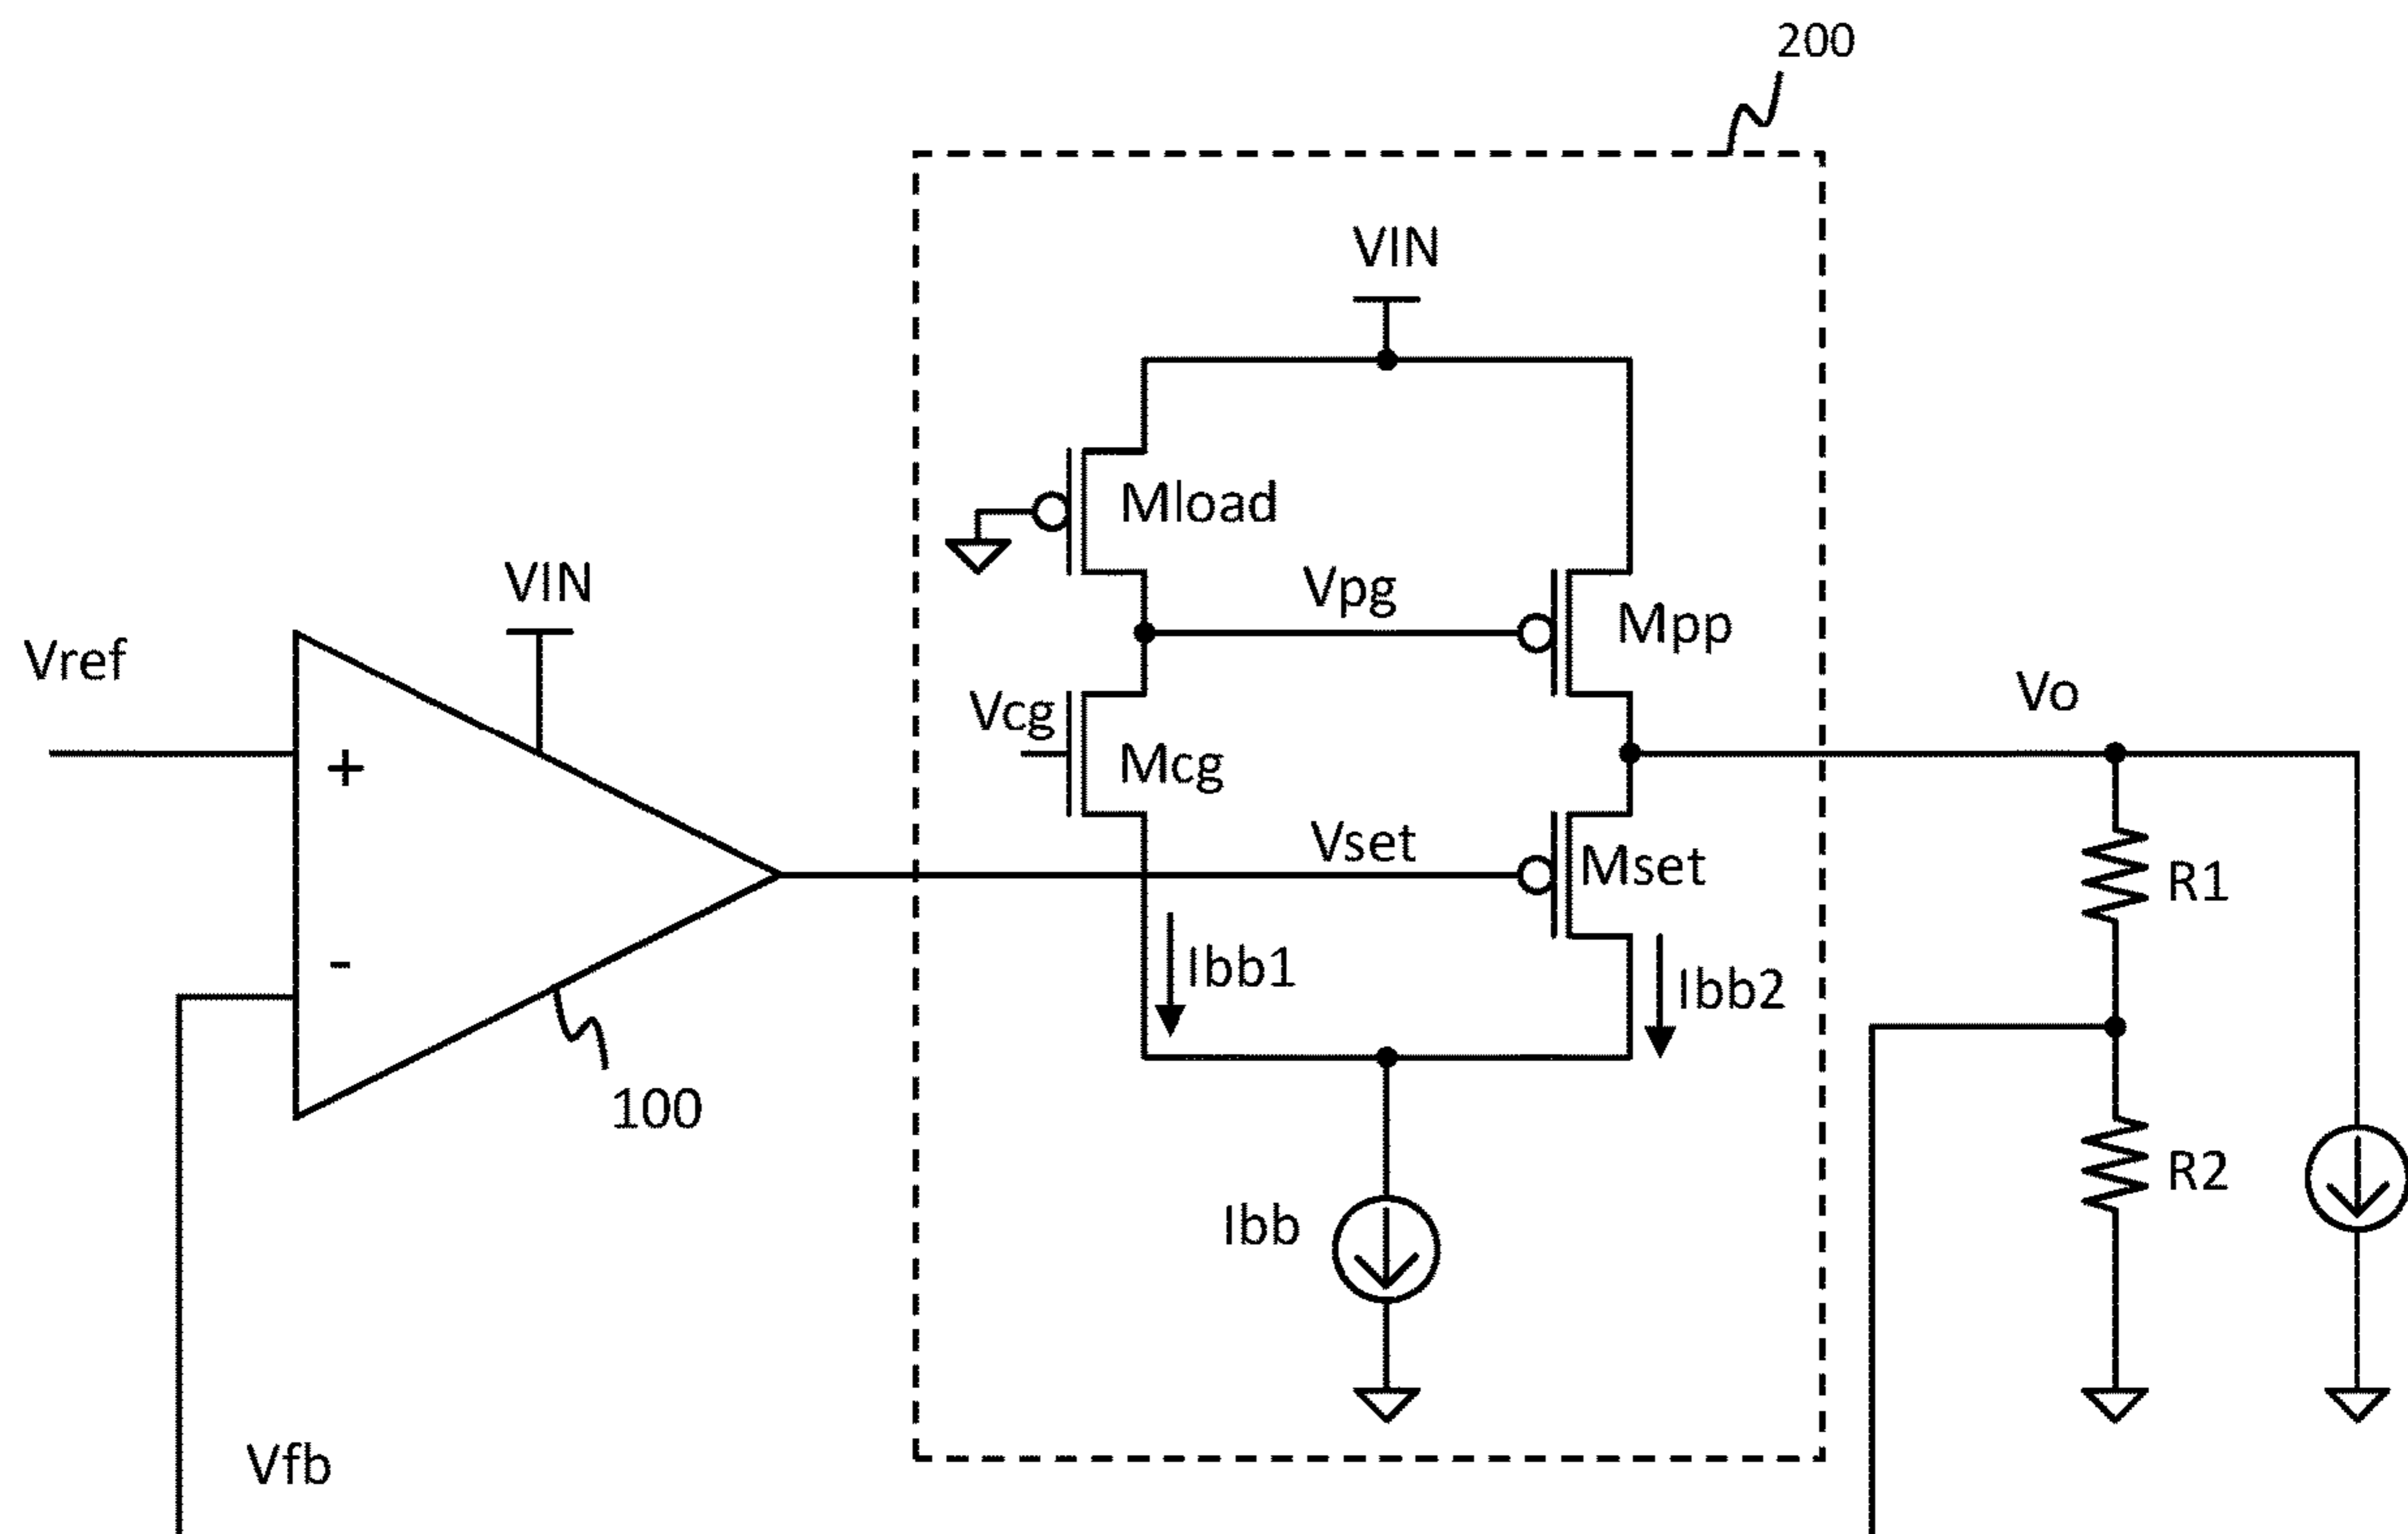 200
VIN
Mload
VIN
Vpg
Mpp
Vref
Vo
Vcg
+
Mcg
Vset
Mset
R1
-
Ibb1
Ibb2
100
R2
Ibb
Vfb